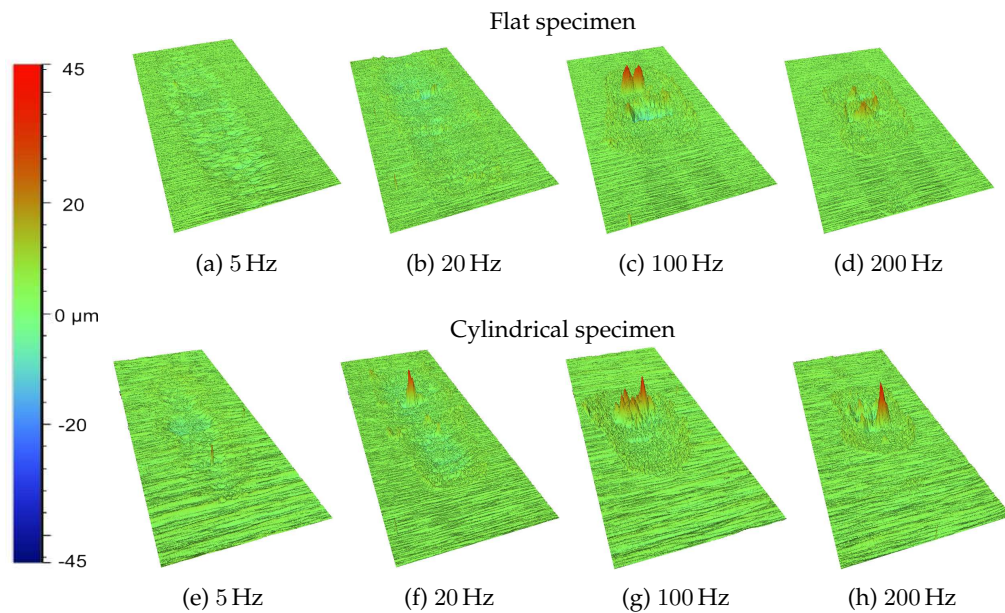 Flat specimen
45
20
0 µm
-20
-45
(a) 5 Hz
(b) 20 Hz
(c) 100 Hz
(d) 200 Hz
Cylindrical specimen
(e) 5 Hz
(f) 20 Hz
(g) 100 Hz
(h) 200 Hz